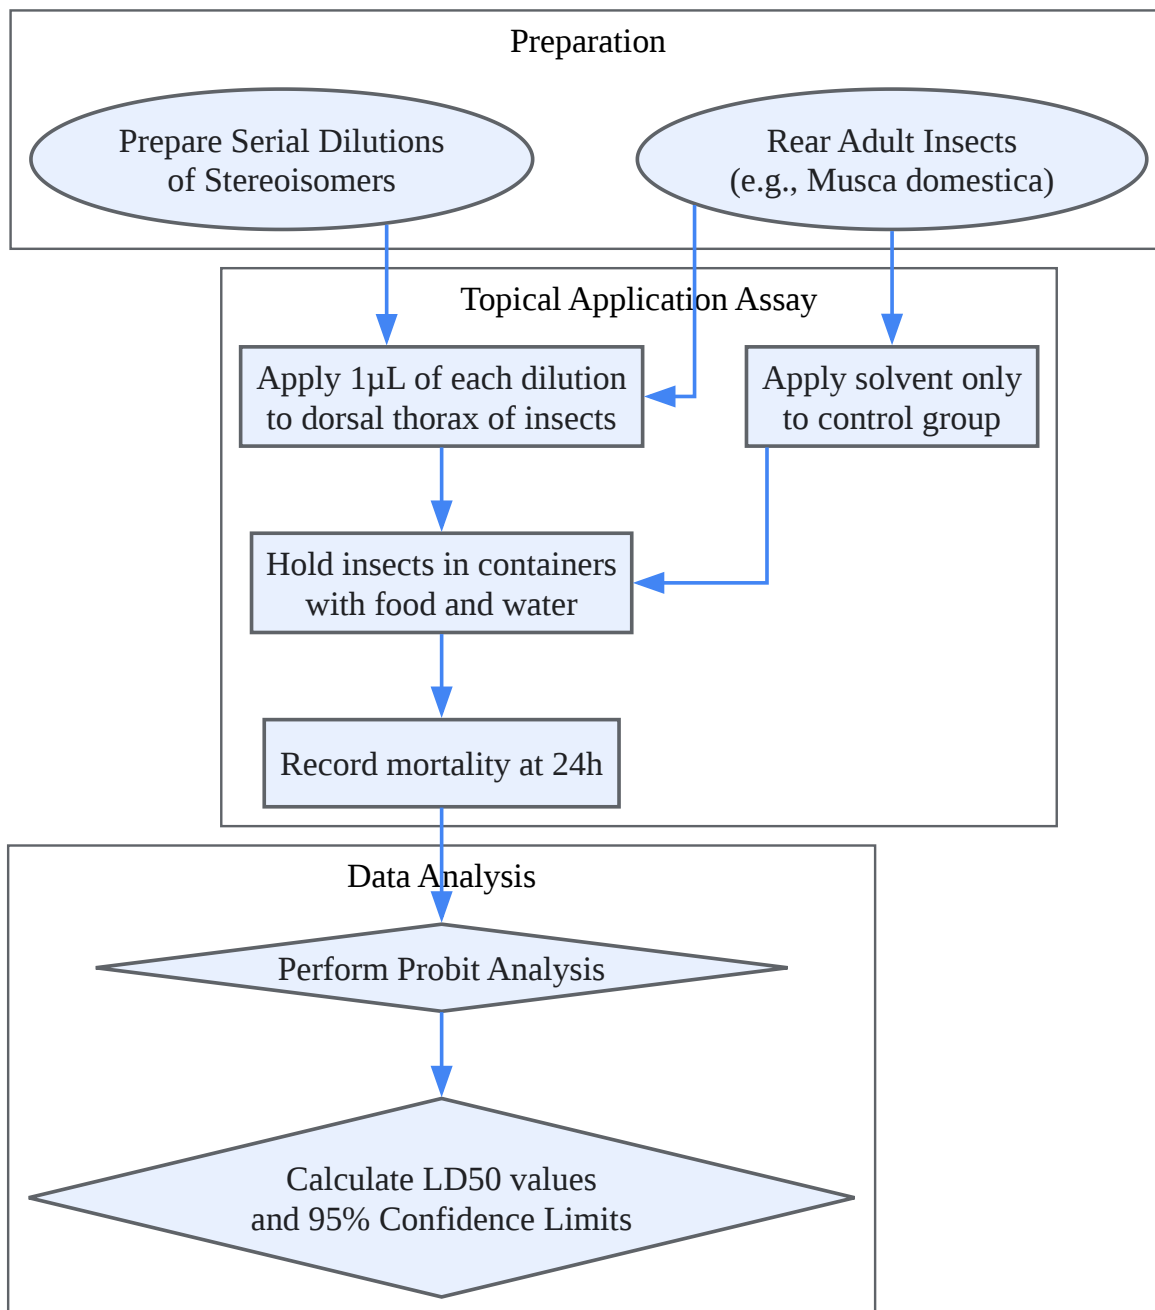 Preparation
Prepare Serial Dilutions
of Stereoisomers
Rear Adult Insects
(e.g., Musca domestica)
Topical Application Assay
Apply 1µL of each dilution
to dorsal thorax of insects
Apply solvent only
to control group
Hold insects in containers
with food and water
Record mortality at 24h
Data Analysis
Perform Probit Analysis
Calculate LD50 values
and 95% Confidence Limits